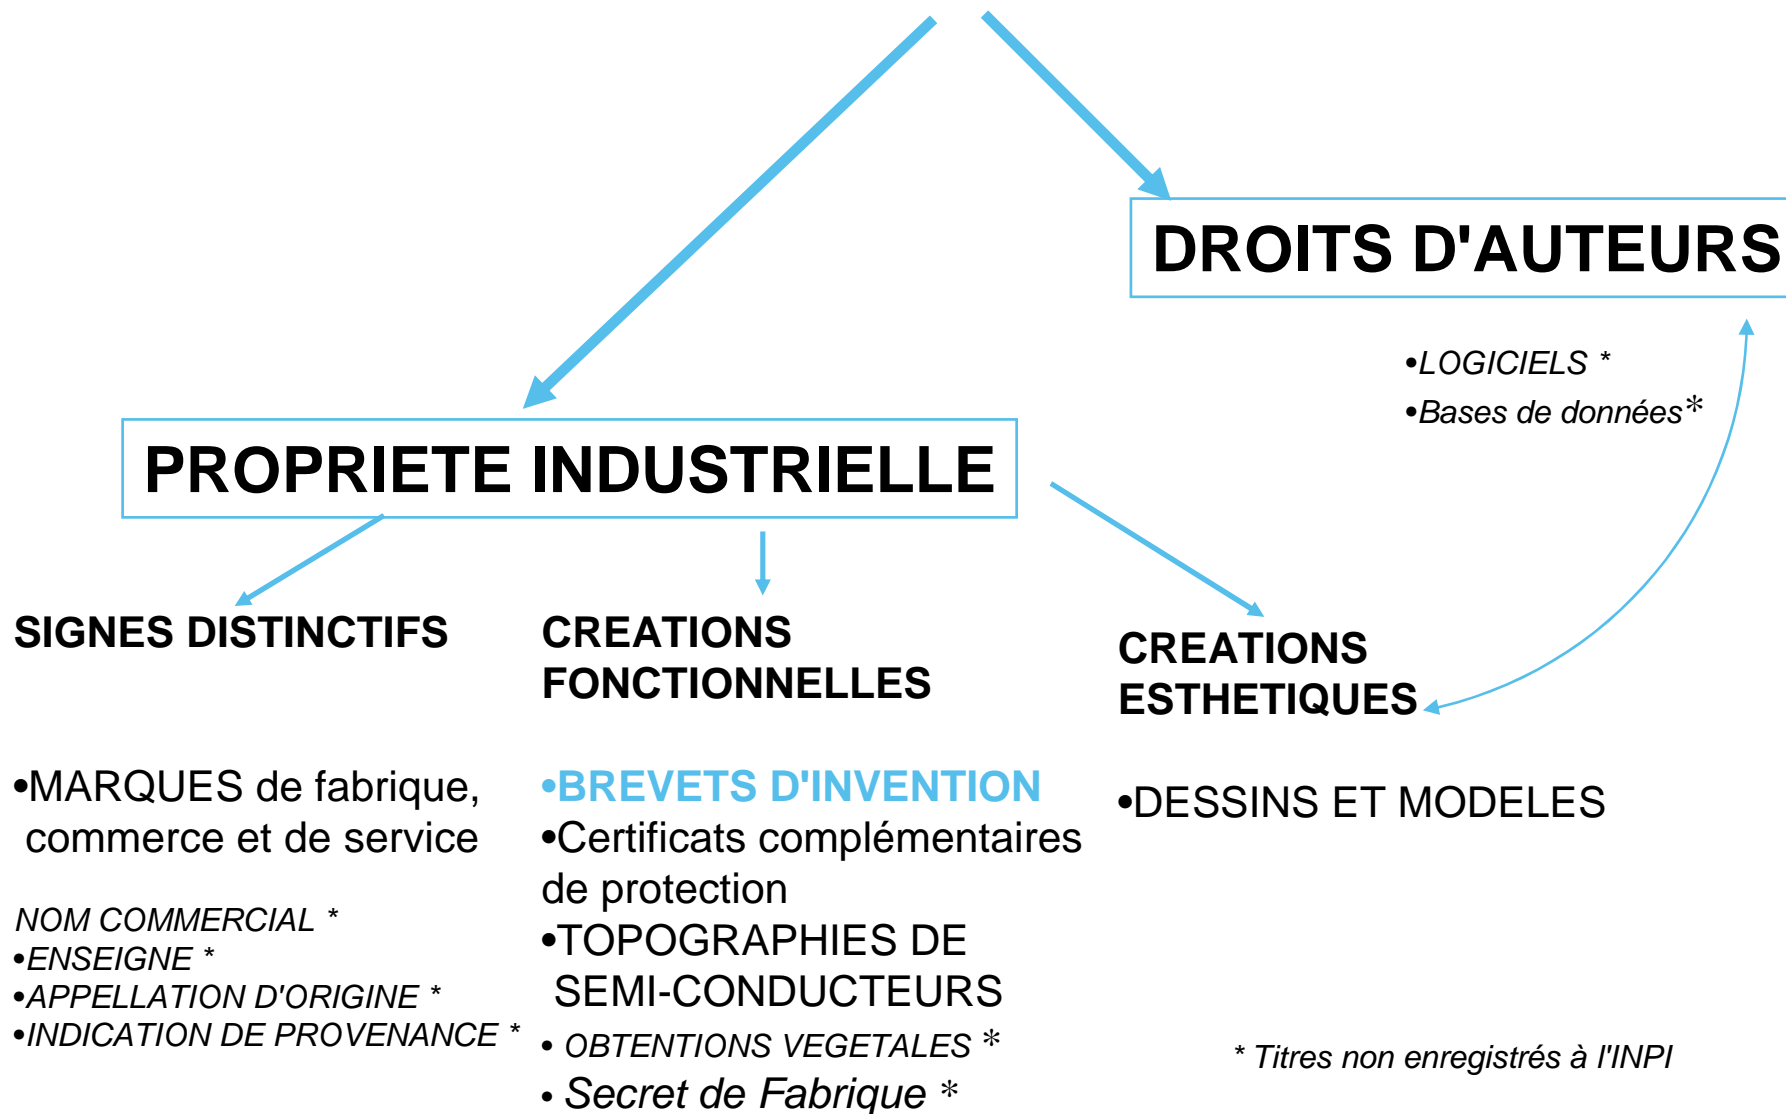 DROITS D'AUTEURS
•LOGICIELS *
•Bases de données*
PROPRIETE INDUSTRIELLE
SIGNES DISTINCTIFS
•MARQUES de fabrique,
commerce et de service
NOM COMMERCIAL *
•ENSEIGNE *
•APPELLATION D'ORIGINE *
•INDICATION DE PROVENANCE *
CREATIONS
FONCTIONNELLES
•BREVETS D'INVENTION
•Certificats complémentaires
de protection
•TOPOGRAPHIES DE
SEMI-CONDUCTEURS
• OBTENTIONS VEGETALES *
• Secret de Fabrique *
CREATIONS
ESTHETIQUES
•DESSINS ET MODELES
* Titres non enregistrés à l'INPI